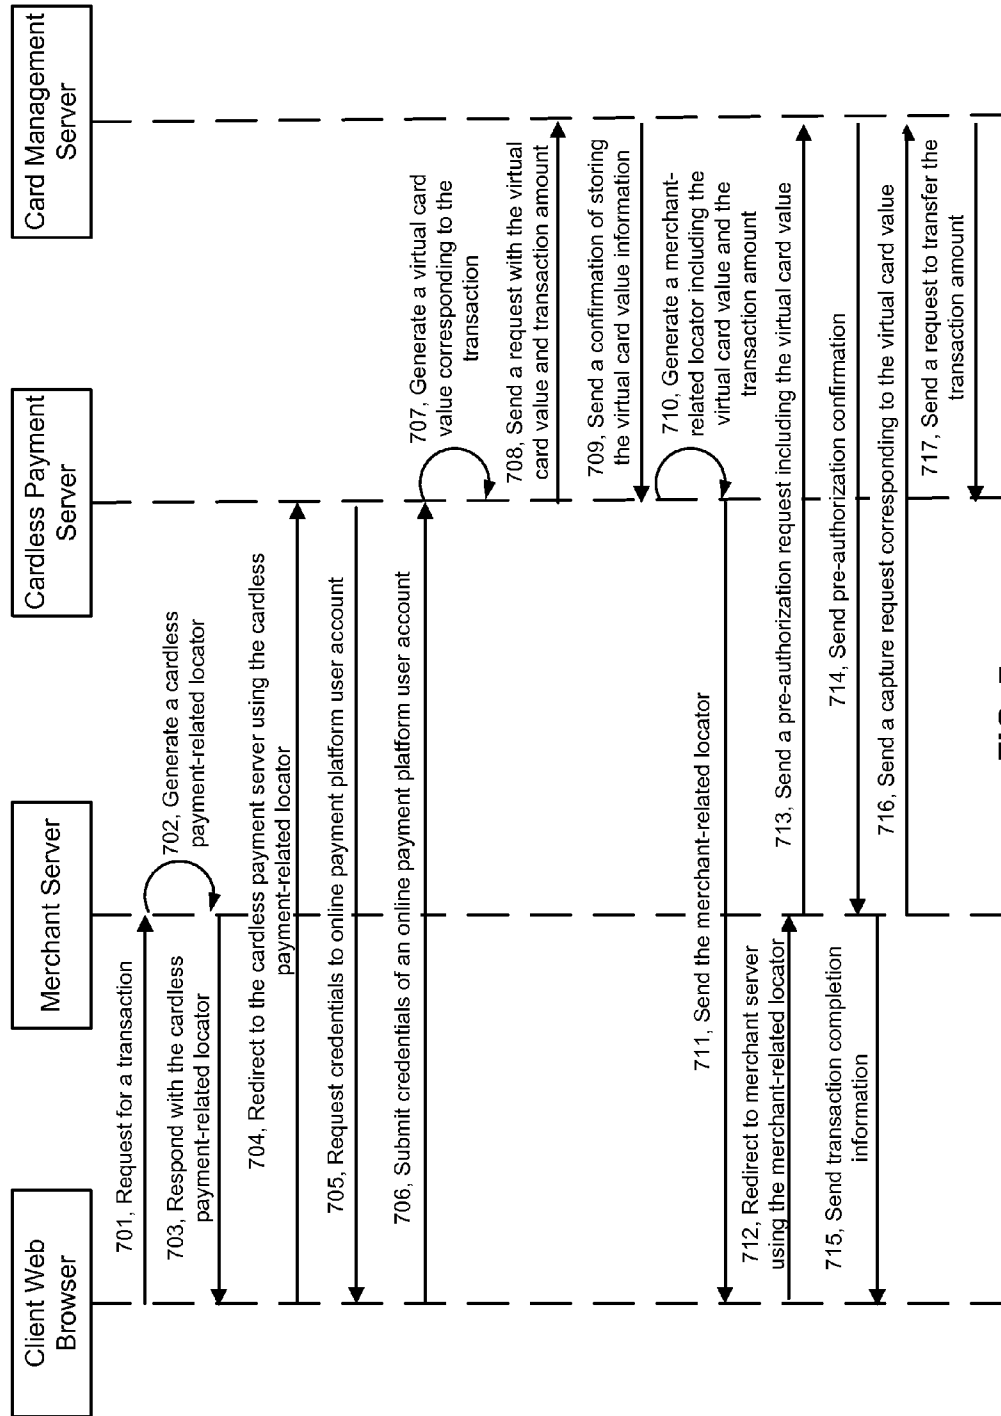 Client Web
Browser
Merchant Server
Cardless Payment
Server
Card Management
Server
701, Request for a transaction
702, Generate a cardless
payment-related locator
703, Respond with the cardless
payment-related locator
704, Redirect to the cardless payment server using the cardless
payment-related locator
705, Request credentials to online payment platform user account
706, Submit credentials of an online payment platform user account
707, Generate a virtual card
value corresponding to the
transaction
708, Send a request with the virtual
card value and transaction amount
709, Send a confirmation of storing
the virtual card value information
710, Generate a merchant-
related locator including the
virtual card value and the
transaction amount
711, Send the merchant-related locator
712, Redirect to merchant server
using the merchant-related locator
713, Send a pre-authorization request including the virtual card value
714, Send pre-authorization confirmation
715, Send transaction completion
information
716, Send a capture request corresponding to the virtual card value
717, Send a request to transfer the
transaction amount